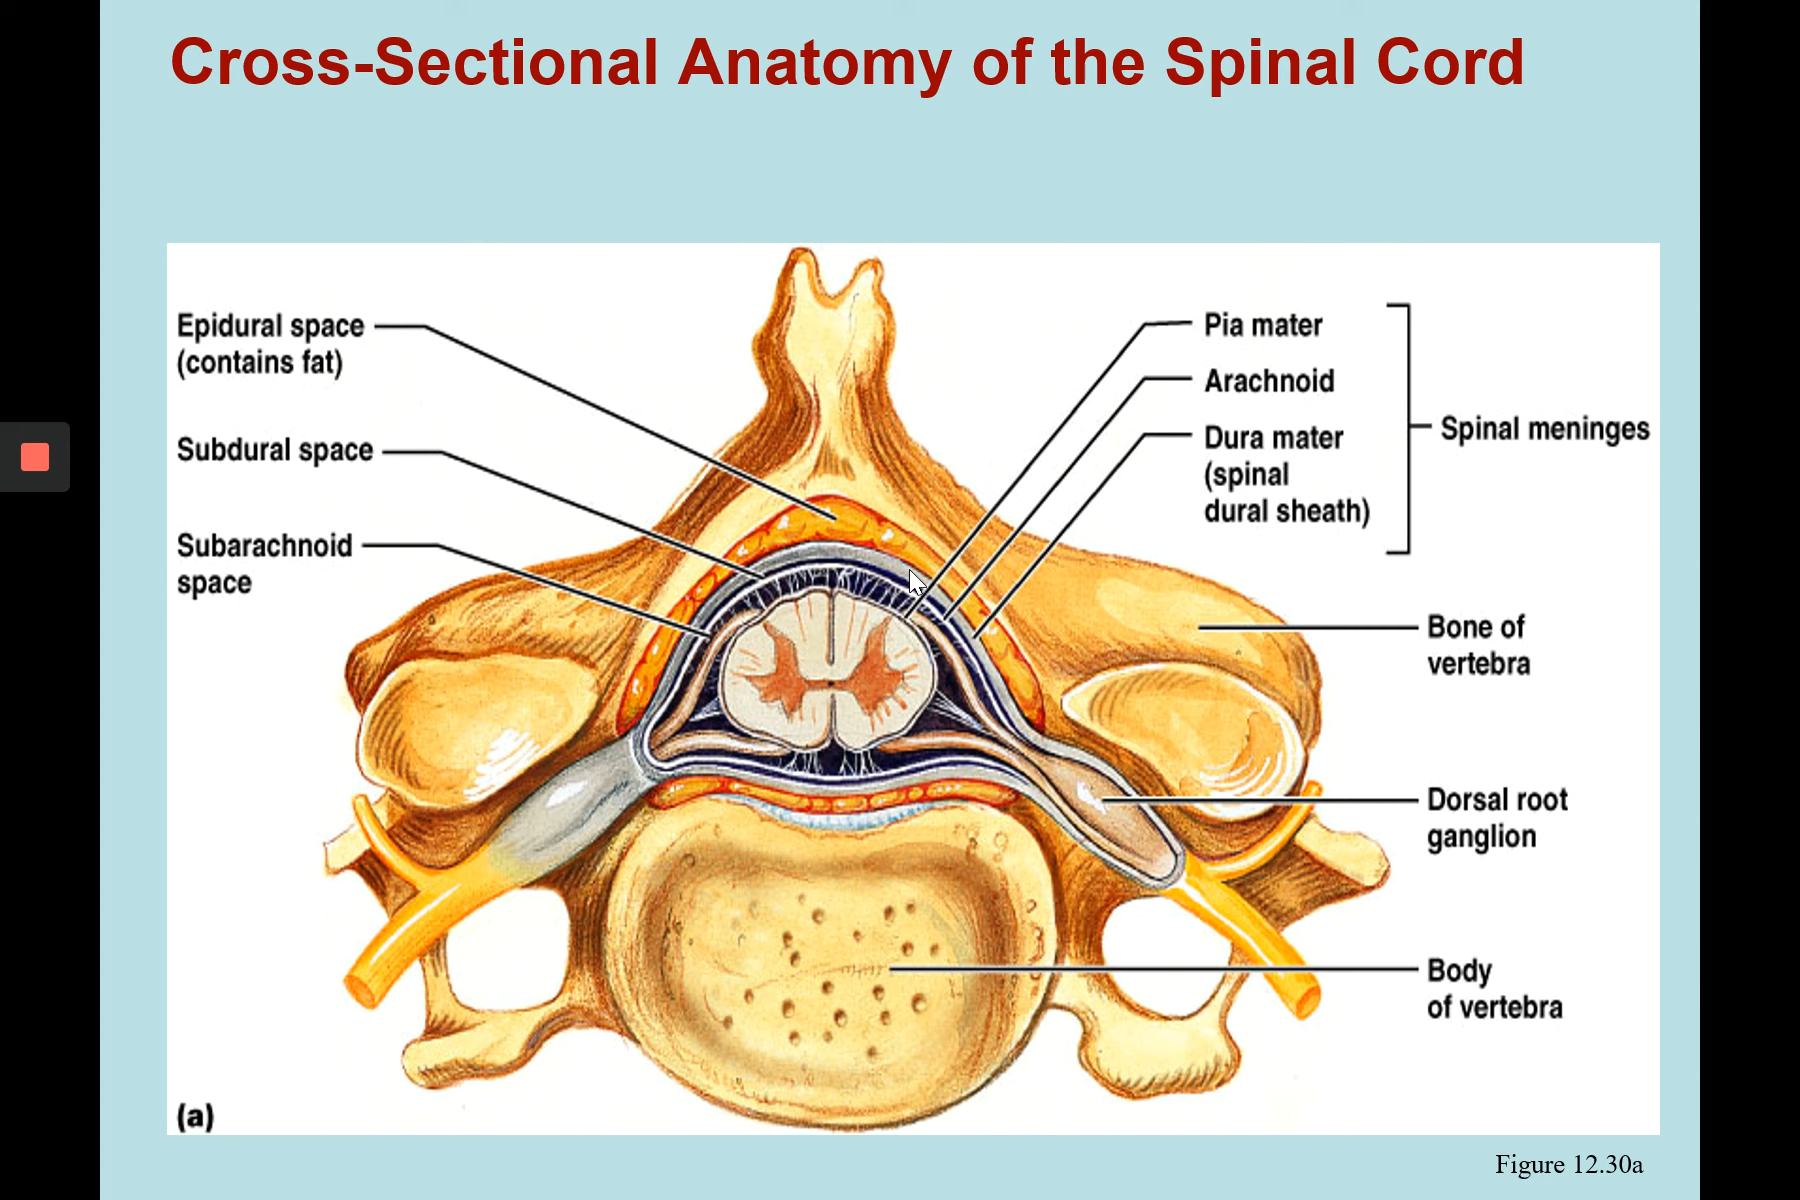 Cross-Sectional Anatomy of the Spinal Cord
Epidural space
(contains fat)
Subdural space
Subarachnoid
space
Pia mater
Arachnoid
Dura mater
(spinal
dural sheath)
Spinal meninges
Bone of
vertebra
Dorsal root
ganglion
Body
of vertebra
(a)
Figure 12.30a